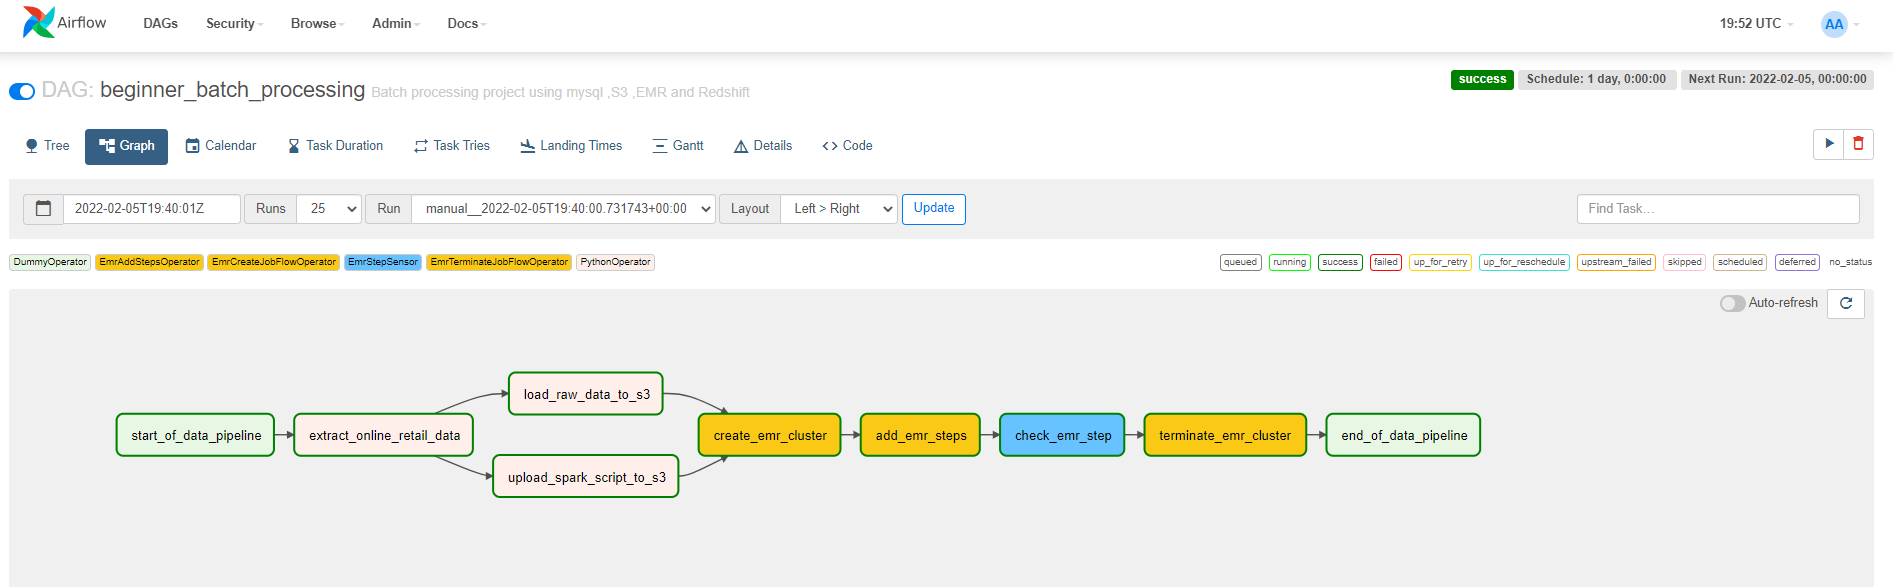 Airflow DAGs Security Browse Admin Docs 19:52 UTC AA
DAG: beginner_batch_processing Batch processing project using mysql ,S3 ,EMR and Redshift success Schedule: 1 day, 0:00:00 Next Run: 2022-02-05, 00:00:00
Tree Graph Calendar Task Duration Task Tries Landing Times Gantt Details Code
2022-02-05T19:40:01Z Runs 25 Run manual__2022-02-05T19:40:00.731743+00:00 Layout Left > Right Update Find Task...
DummyOperator EmrAddStepsOperator EmrCreateJobFlowOperator EmrStepSensor EmrTerminateJobFlowOperator PythonOperator queued running success failed up_for_retry up_for_reschedule upstream_failed skipped scheduled deferred no_status
Auto-refresh
load_raw_data_to_s3
start_of_data_pipeline extract_online_retail_data create_emr_cluster add_emr_steps check_emr_step terminate_emr_cluster end_of_data_pipeline
upload_spark_script_to_s3